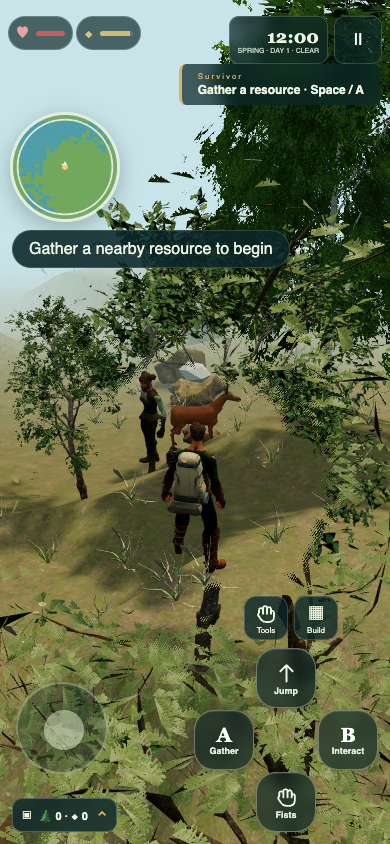 12:00
SPRING · DAY 1 · CLEAR
Survivor
Gather a resource · Space / A
Gather a nearby resource to begin
Tools
Build
Jump
A
Gather
B
Interact
Fists
0 · ◆ 0